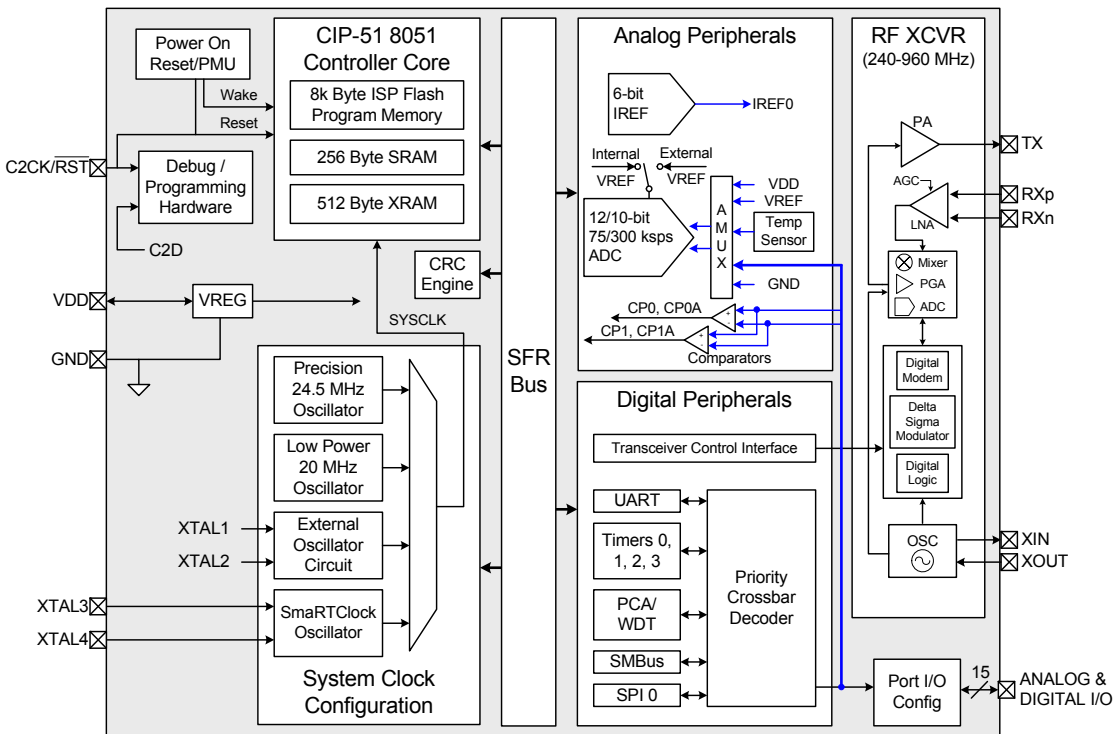 Power On
Reset/PMU
Wake
Reset
C2CK/RST
Debug /
Programming
Hardware
C2D
VDD
VREG
GND
CIP-51 8051
Controller Core
8k Byte ISP Flash
Program Memory
256 Byte SRAM
512 Byte XRAM
CRC
Engine
SYSCLK
Precision
24.5 MHz
Oscillator
Low Power
20 MHz
Oscillator
XTAL1
XTAL2
External
Oscillator
Circuit
XTAL3
XTAL4
SmaRTClock
Oscillator
System Clock
Configuration
SFR
Bus
Analog Peripherals
6-bit
IREF
IREF0
Internal
VREF
External
VREF
12/10-bit
75/300 ksps
ADC
A
M
U
X
VDD
VREF
Temp
Sensor
GND
CP0, CP0A
+
-
CP1, CP1A
+
-
Comparators
Digital Peripherals
Transceiver Control Interface
UART
Timers 0,
1, 2, 3
PCA/
WDT
SMBus
SPI 0
Priority
Crossbar
Decoder
RF XCVR
(240-960 MHz)
PA
TX
AGC
LNA
RXp
RXn
Mixer
PGA
ADC
Digital
Modem
Delta
Sigma
Modulator
Digital
Logic
OSC
XIN
XOUT
Port I/O
Config
15
ANALOG &
DIGITAL I/O